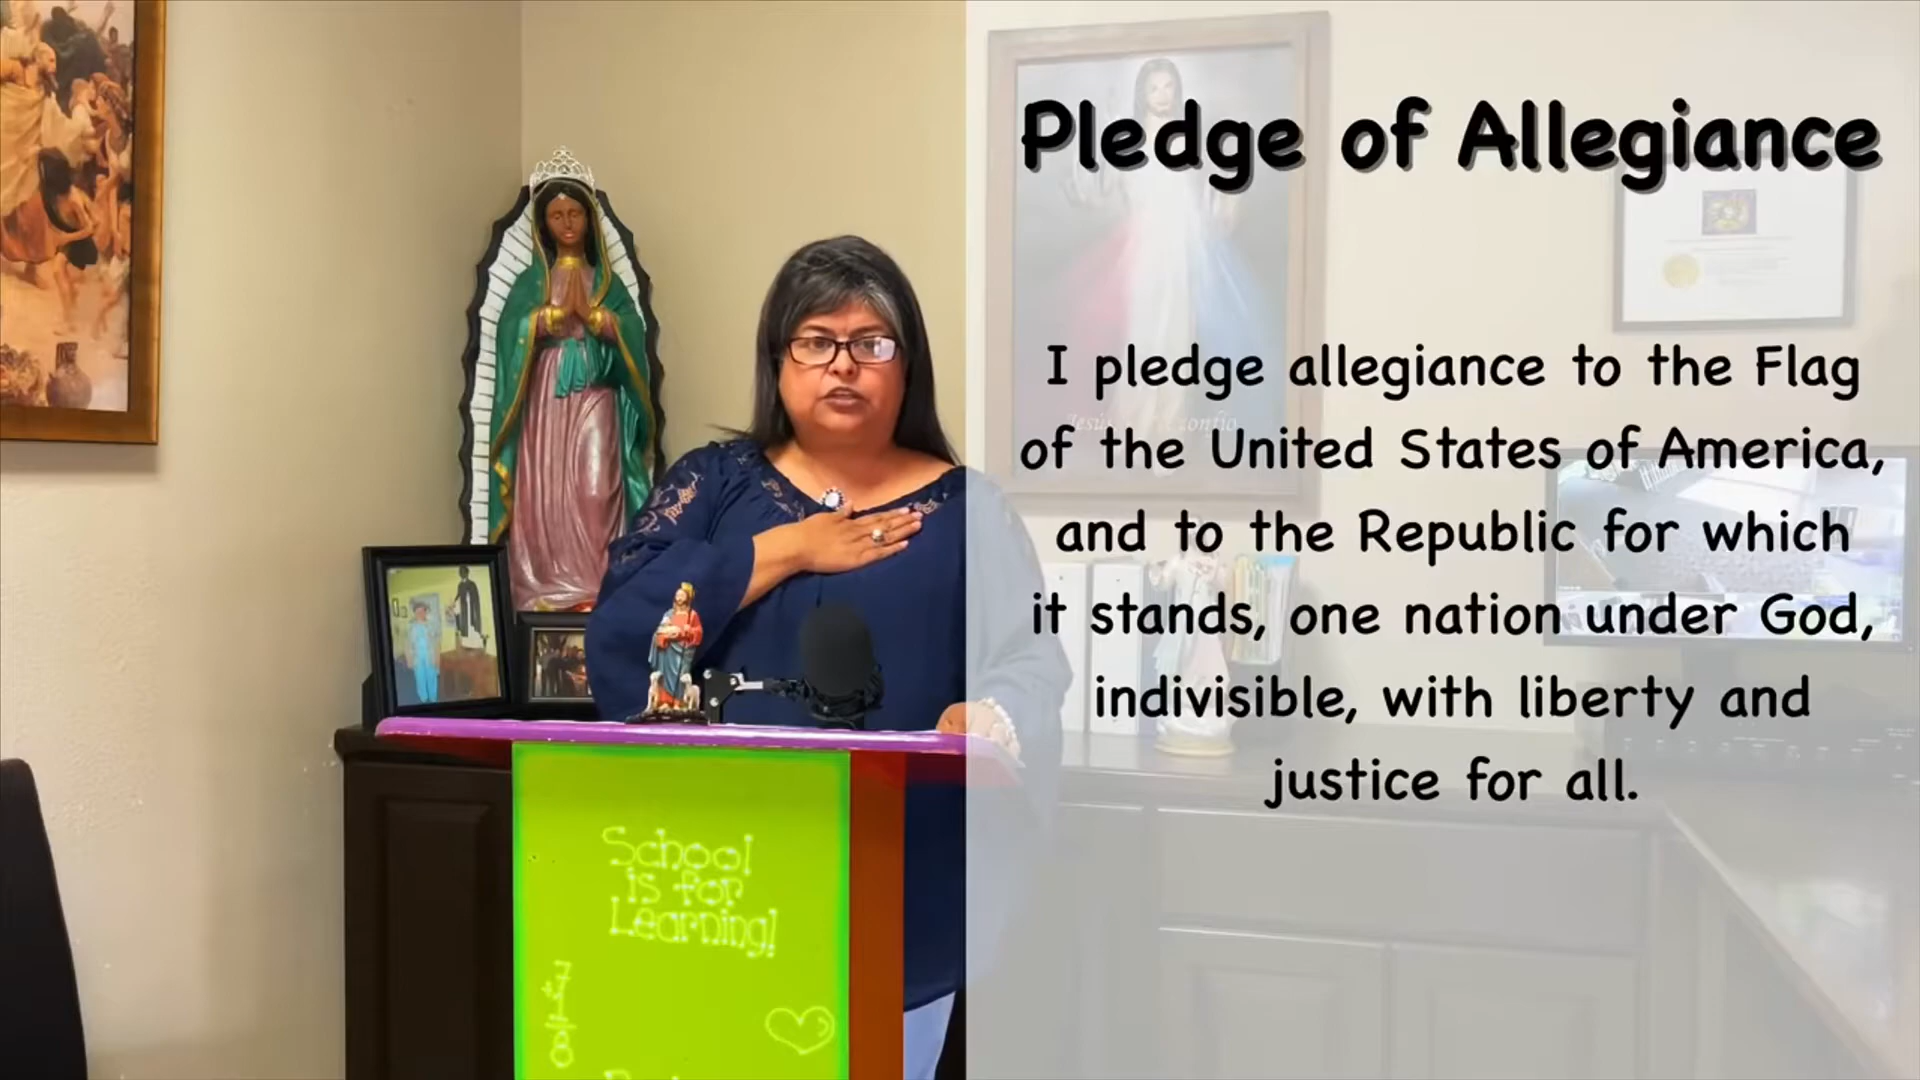 Pledge of Allegiance
I pledge allegiance to the Flag
of the United States of America,
and to the Republic for which
it stands, one nation under God,
indivisible, with liberty and
justice for all.
School
is for
Learning!